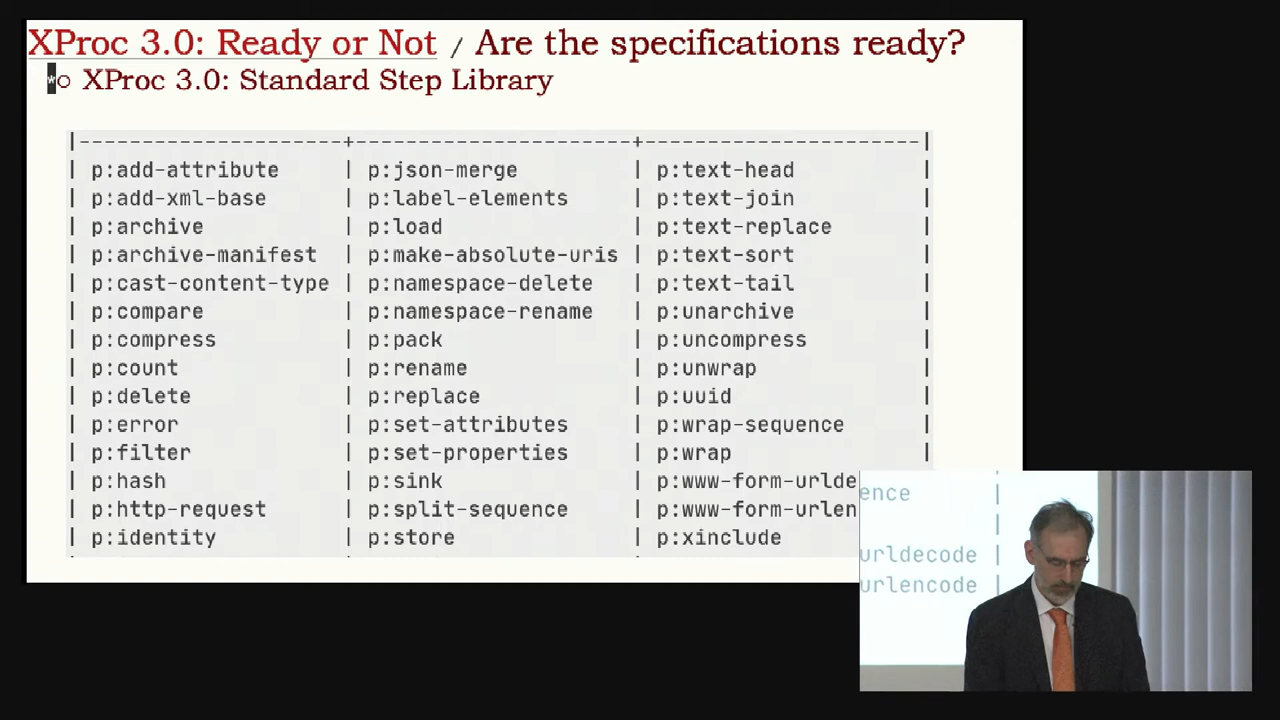 XProc 3.0: Ready or Not / Are the specifications ready?
*○ XProc 3.0: Standard Step Library
|---------------------+----------------------+----------------------|
| p:add-attribute | p:json-merge | p:text-head |
| p:add-xml-base | p:label-elements | p:text-join |
| p:archive | p:load | p:text-replace |
| p:archive-manifest | p:make-absolute-uris | p:text-sort |
| p:cast-content-type | p:namespace-delete | p:text-tail |
| p:compare | p:namespace-rename | p:unarchive |
| p:compress | p:pack | p:uncompress |
| p:count | p:rename | p:unwrap |
| p:delete | p:replace | p:uuid |
| p:error | p:set-attributes | p:wrap-sequence |
| p:filter | p:set-properties | p:wrap |
| p:hash | p:sink | p:www-form-urlde
| p:http-request | p:split-sequence | p:www-form-urlen
| p:identity | p:store | p:xinclude
ence |
|
urldecode |
urlencode |